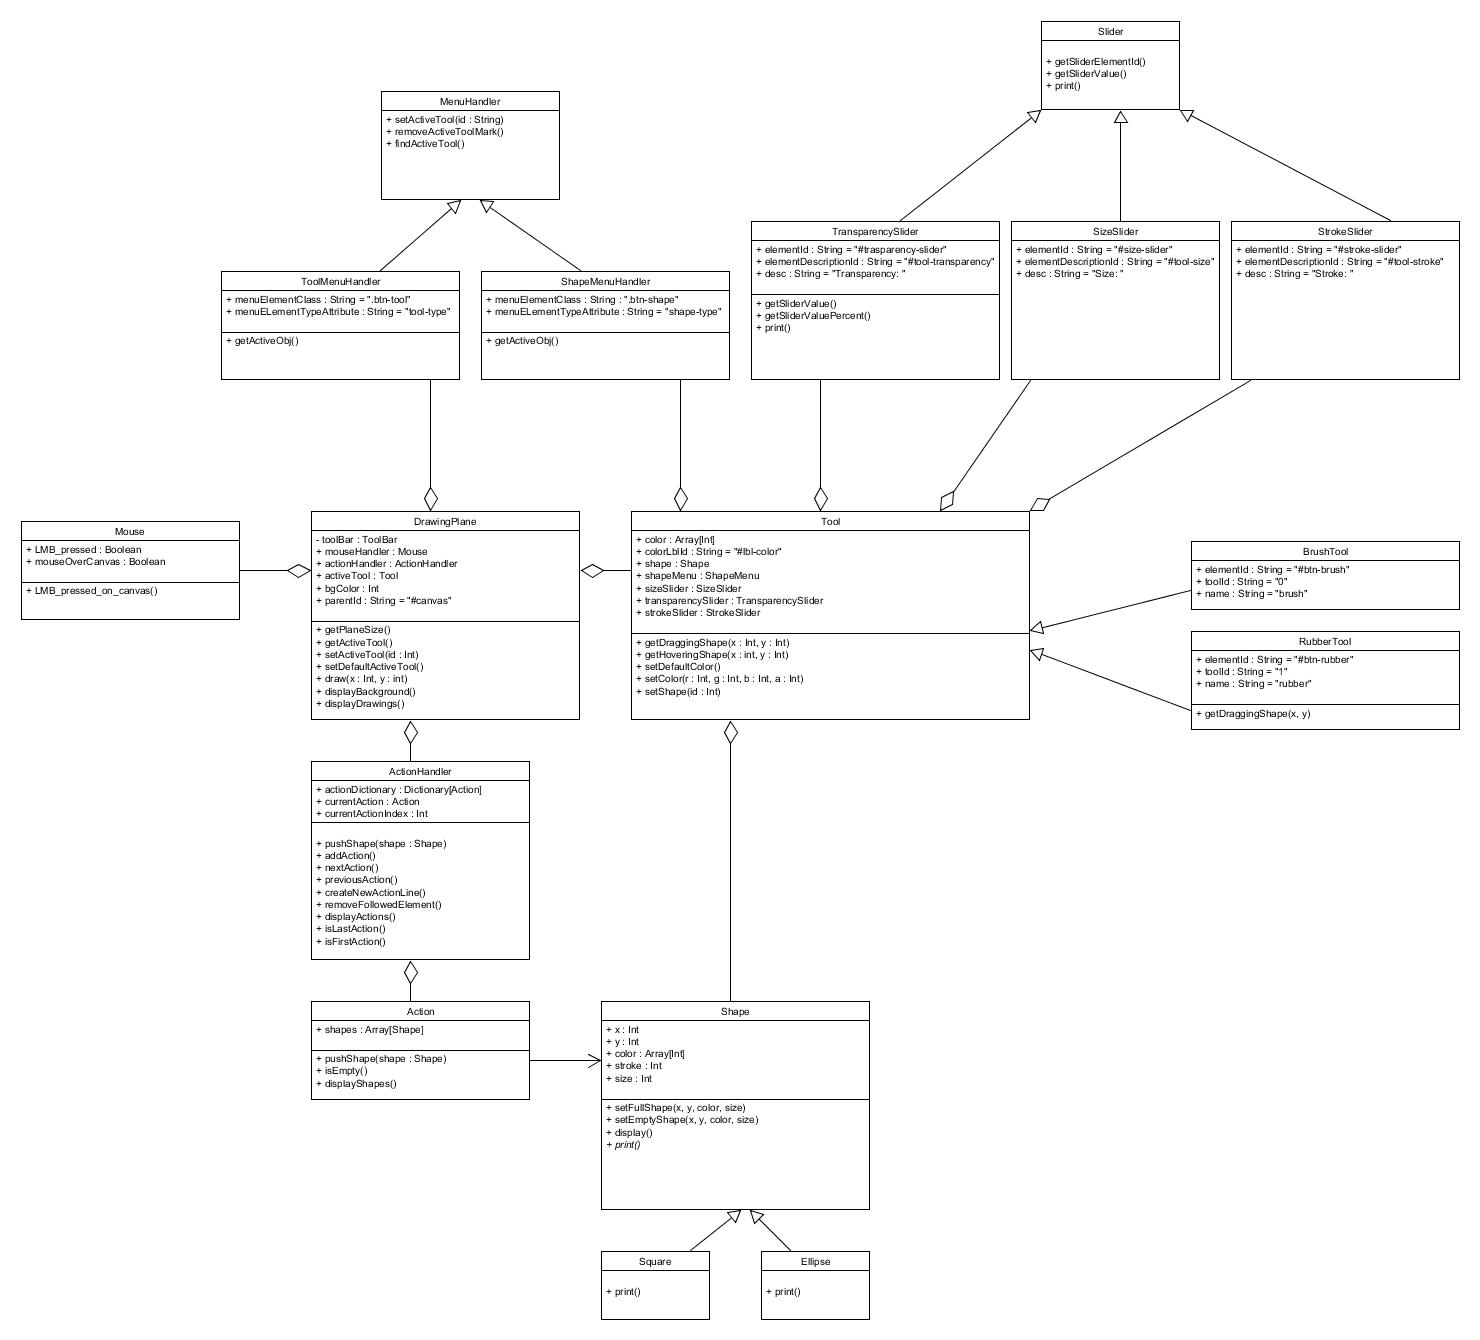 Slider
+ getSliderElementId()
+ getSliderValue()
+ print()
MenuHandler
+ setActiveTool(id : String)
+ removeActiveToolMark()
+ findActiveTool()
ToolMenuHandler
+ menuElementClass : String = ".btn-tool"
+ menuELementTypeAttribute : String = "tool-type"
+ getActiveObj()
ShapeMenuHandler
+ menuElementClass : String : ".btn-shape"
+ menuELementTypeAttribute : String = "shape-type"
+ getActiveObj()
TransparencySlider
+ elementId : String = "#trasparency-slider"
+ elementDescriptionId : String = "#tool-transparency"
+ desc : String = "Transparency: "
+ getSliderValue()
+ getSliderValuePercent()
+ print()
SizeSlider
+ elementId : String = "#size-slider"
+ elementDescriptionId : String = "#tool-size"
+ desc : String = "Size: "
StrokeSlider
+ elementId : String = "#stroke-slider"
+ elementDescriptionId : String = "#tool-stroke"
+ desc : String = "Stroke: "
Mouse
+ LMB_pressed : Boolean
+ mouseOverCanvas : Boolean
+ LMB_pressed_on_canvas()
DrawingPlane
- toolBar : ToolBar
+ mouseHandler : Mouse
+ actionHandler : ActionHandler
+ activeTool : Tool
+ bgColor : Int
+ parentId : String = "#canvas"
+ getPlaneSize()
+ getActiveTool()
+ setActiveTool(id : Int)
+ setDefaultActiveTool()
+ draw(x : Int, y : int)
+ displayBackground()
+ displayDrawings()
Tool
+ color : Array[Int]
+ colorLblId : String = "#lbl-color"
+ shape : Shape
+ shapeMenu : ShapeMenu
+ sizeSlider : SizeSlider
+ transparencySlider : TransparencySlider
+ strokeSlider : StrokeSlider
+ getDraggingShape(x : Int, y : Int)
+ getHoveringShape(x : int, y : Int)
+ setDefaultColor()
+ setColor(r : Int, g : Int, b : Int, a : Int)
+ setShape(id : Int)
BrushTool
+ elementId : String = "#btn-brush"
+ toolId : String = "0"
+ name : String = "brush"
RubberTool
+ elementId : String = "#btn-rubber"
+ toolId : String = "1"
+ name : String = "rubber"
+ getDraggingShape(x, y)
ActionHandler
+ actionDictionary : Dictionary[Action]
+ currentAction : Action
+ currentActionIndex : Int
+ pushShape(shape : Shape)
+ addAction()
+ nextAction()
+ previousAction()
+ createNewActionLine()
+ removeFollowedElement()
+ displayActions()
+ isLastAction()
+ isFirstAction()
Action
+ shapes : Array[Shape]
+ pushShape(shape : Shape)
+ isEmpty()
+ displayShapes()
Shape
+ x : Int
+ y : Int
+ color : Array[Int]
+ stroke : Int
+ size : Int
+ setFullShape(x, y, color, size)
+ setEmptyShape(x, y, color, size)
+ display()
+ print()
Square
+ print()
Ellipse
+ print()